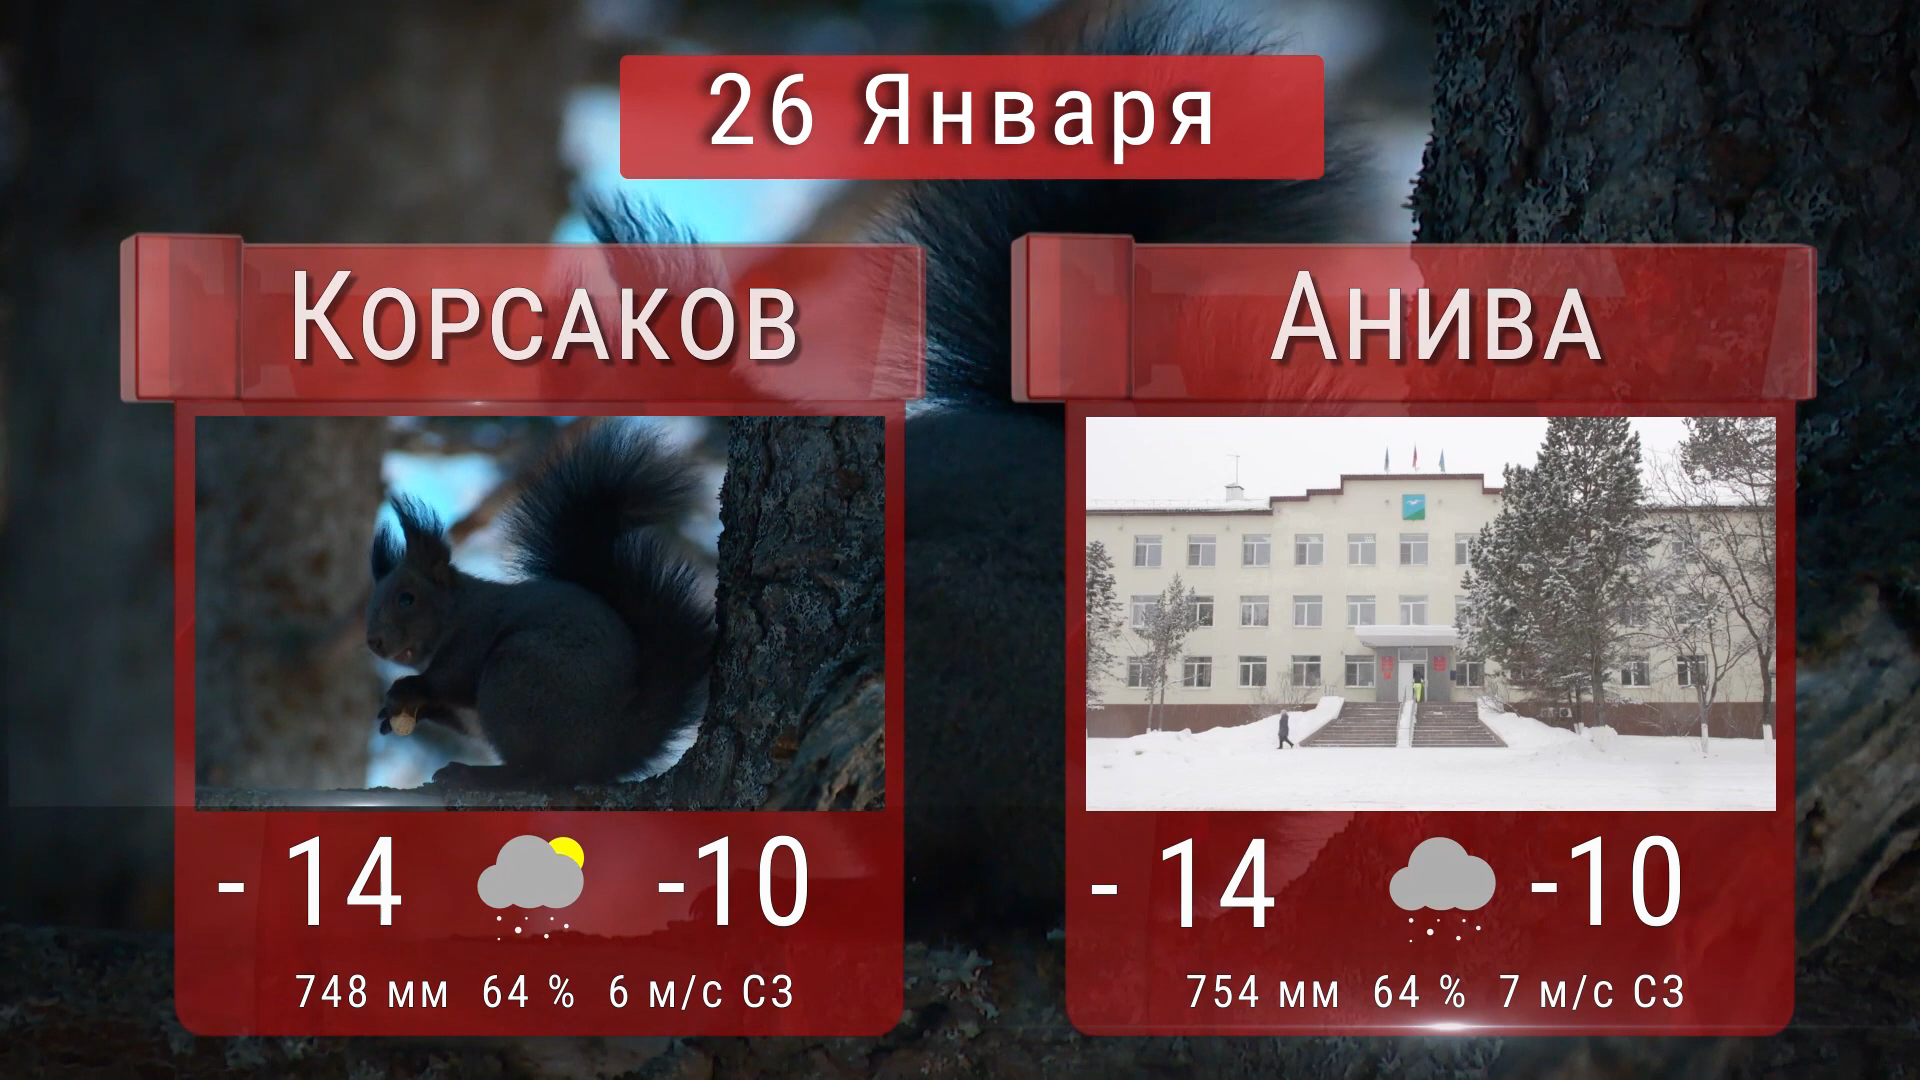 26 Января
Корсаков
- 14 -10
748 мм 64 % 6 м/с СЗ
Анива
- 14 -10
754 мм 64 % 7 м/с СЗ